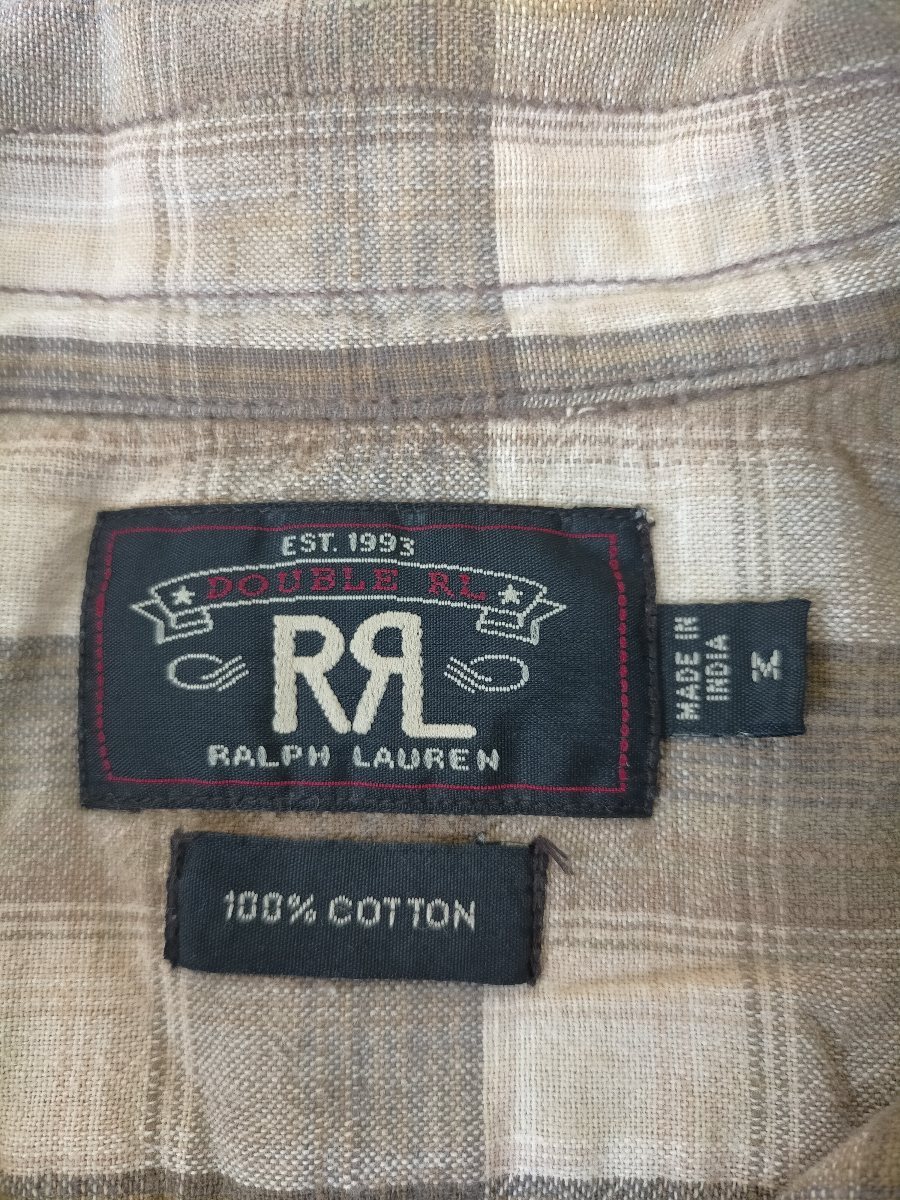 EST. 1993
DOUBLE RL
RRL
RALPH LAUREN
MADE IN
INDIA
M
100% COTTON